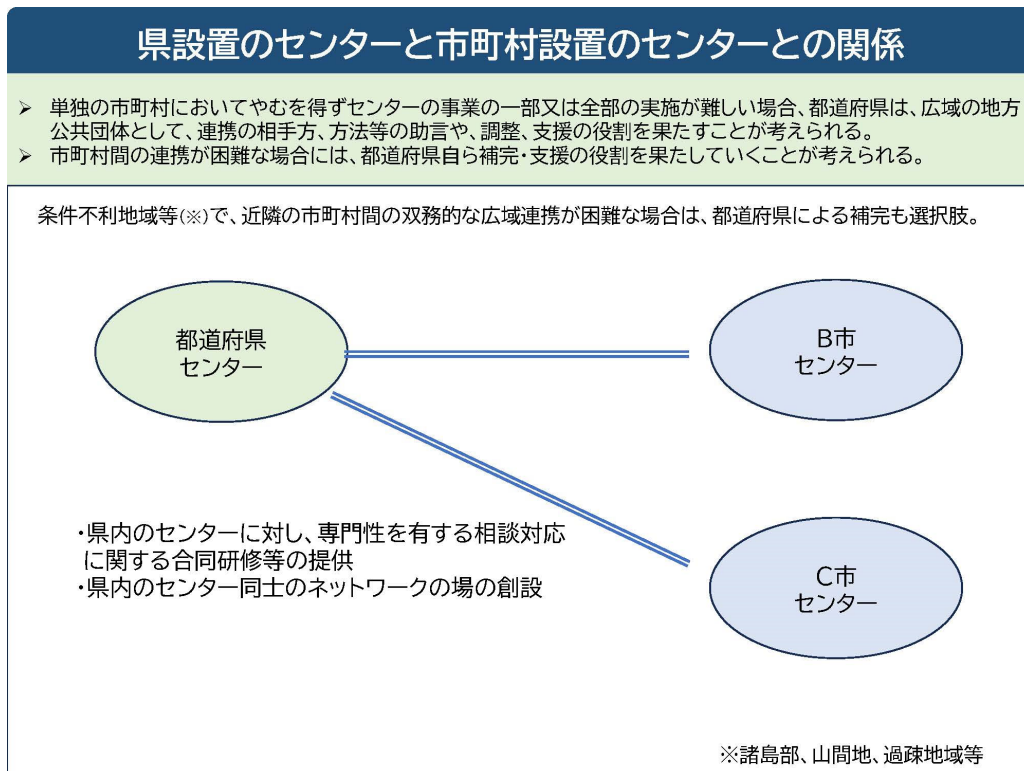 県設置のセンターと市町村設置のセンターとの関係
➢ 単独の市町村においてやむを得ずセンターの事業の一部又は全部の実施が難しい場合、都道府県は、広域の地方
公共団体として、連携の相手方、方法等の助言や、調整、支援の役割を果たすことが考えられる。
➢ 市町村間の連携が困難な場合には、都道府県自ら補完・支援の役割を果たしていくことが考えられる。
条件不利地域等(※)で、近隣の市町村間の双務的な広域連携が困難な場合は、都道府県による補完も選択肢。
都道府県
センター
B市
センター
・県内のセンターに対し、専門性を有する相談対応
に関する合同研修等の提供
・県内のセンター同士のネットワークの場の創設
C市
センター
※諸島部、山間地、過疎地域等